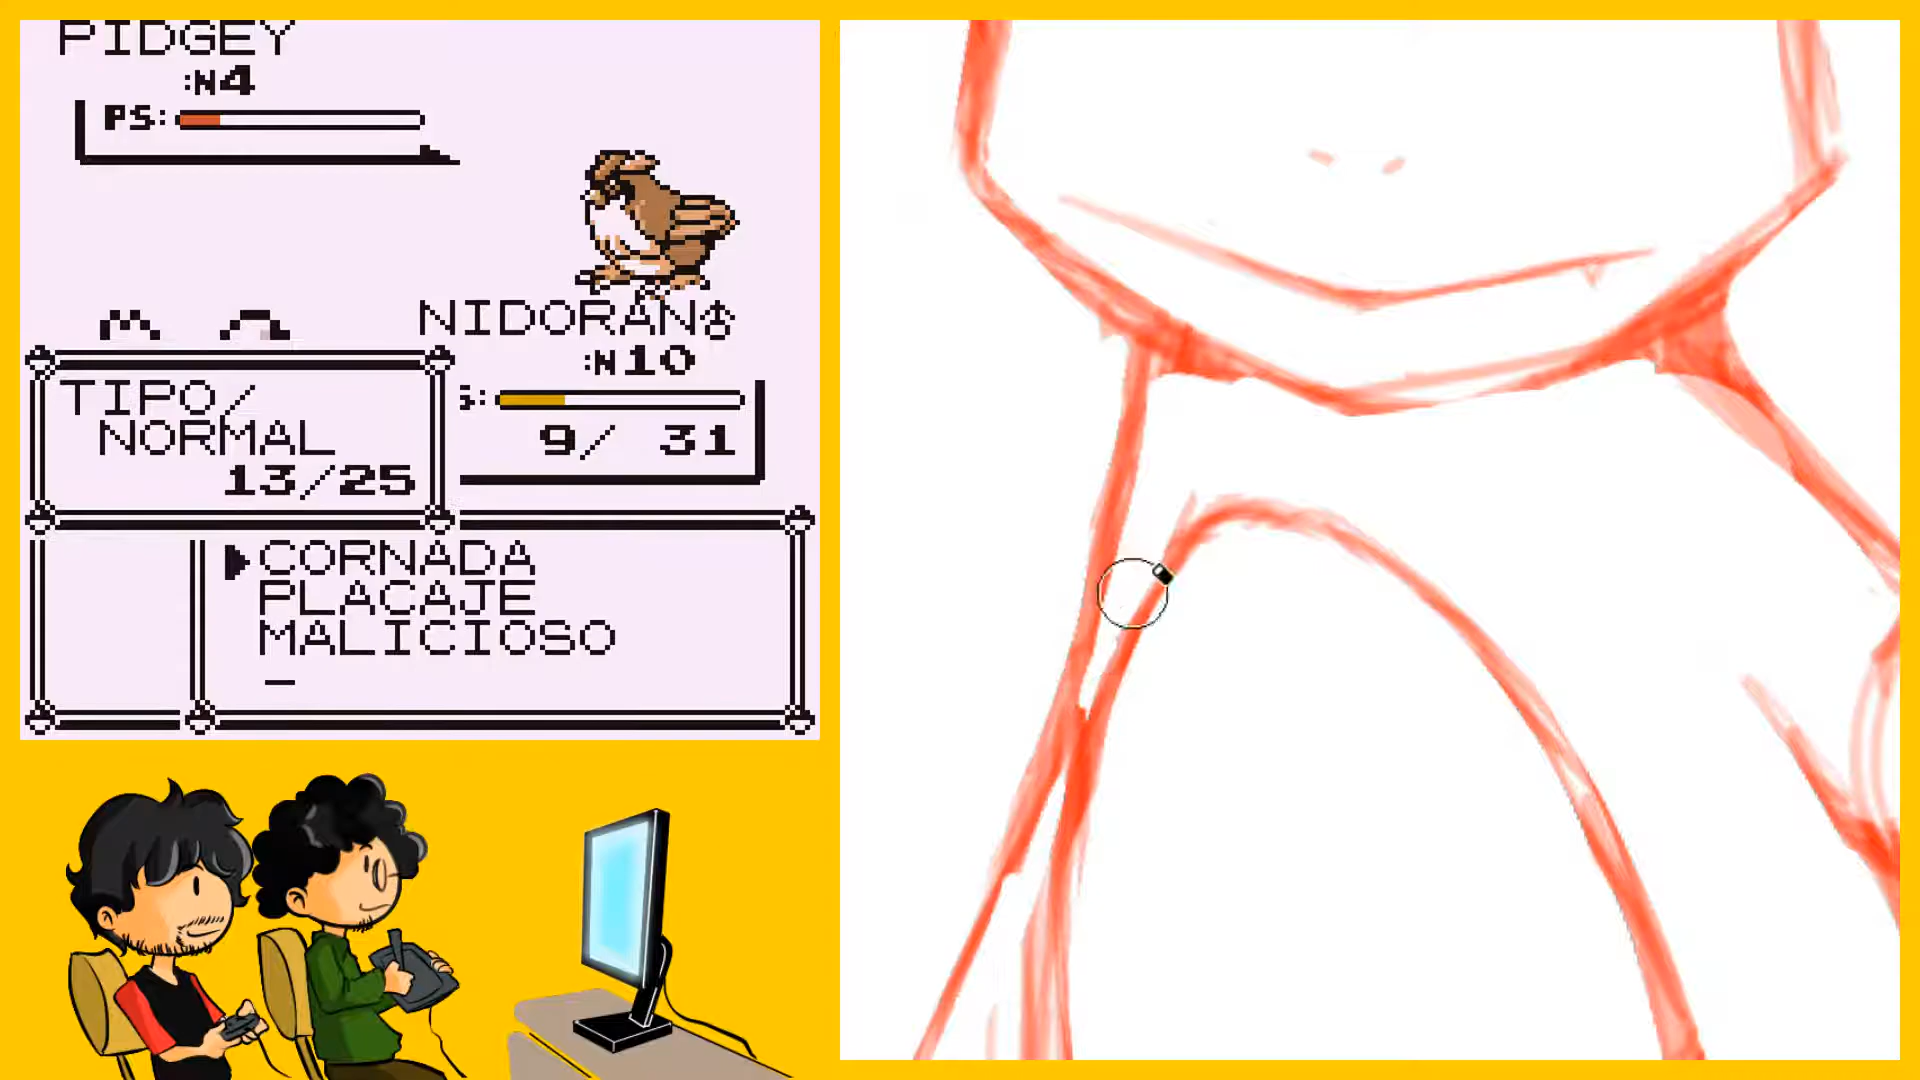 PIDGEY
:N4
PS:
NIDORAN♂
:N10
S:
9/ 31
TIPO/
NORMAL
13/25
▶CORNADA
PLACAJE
MALICIOSO
–